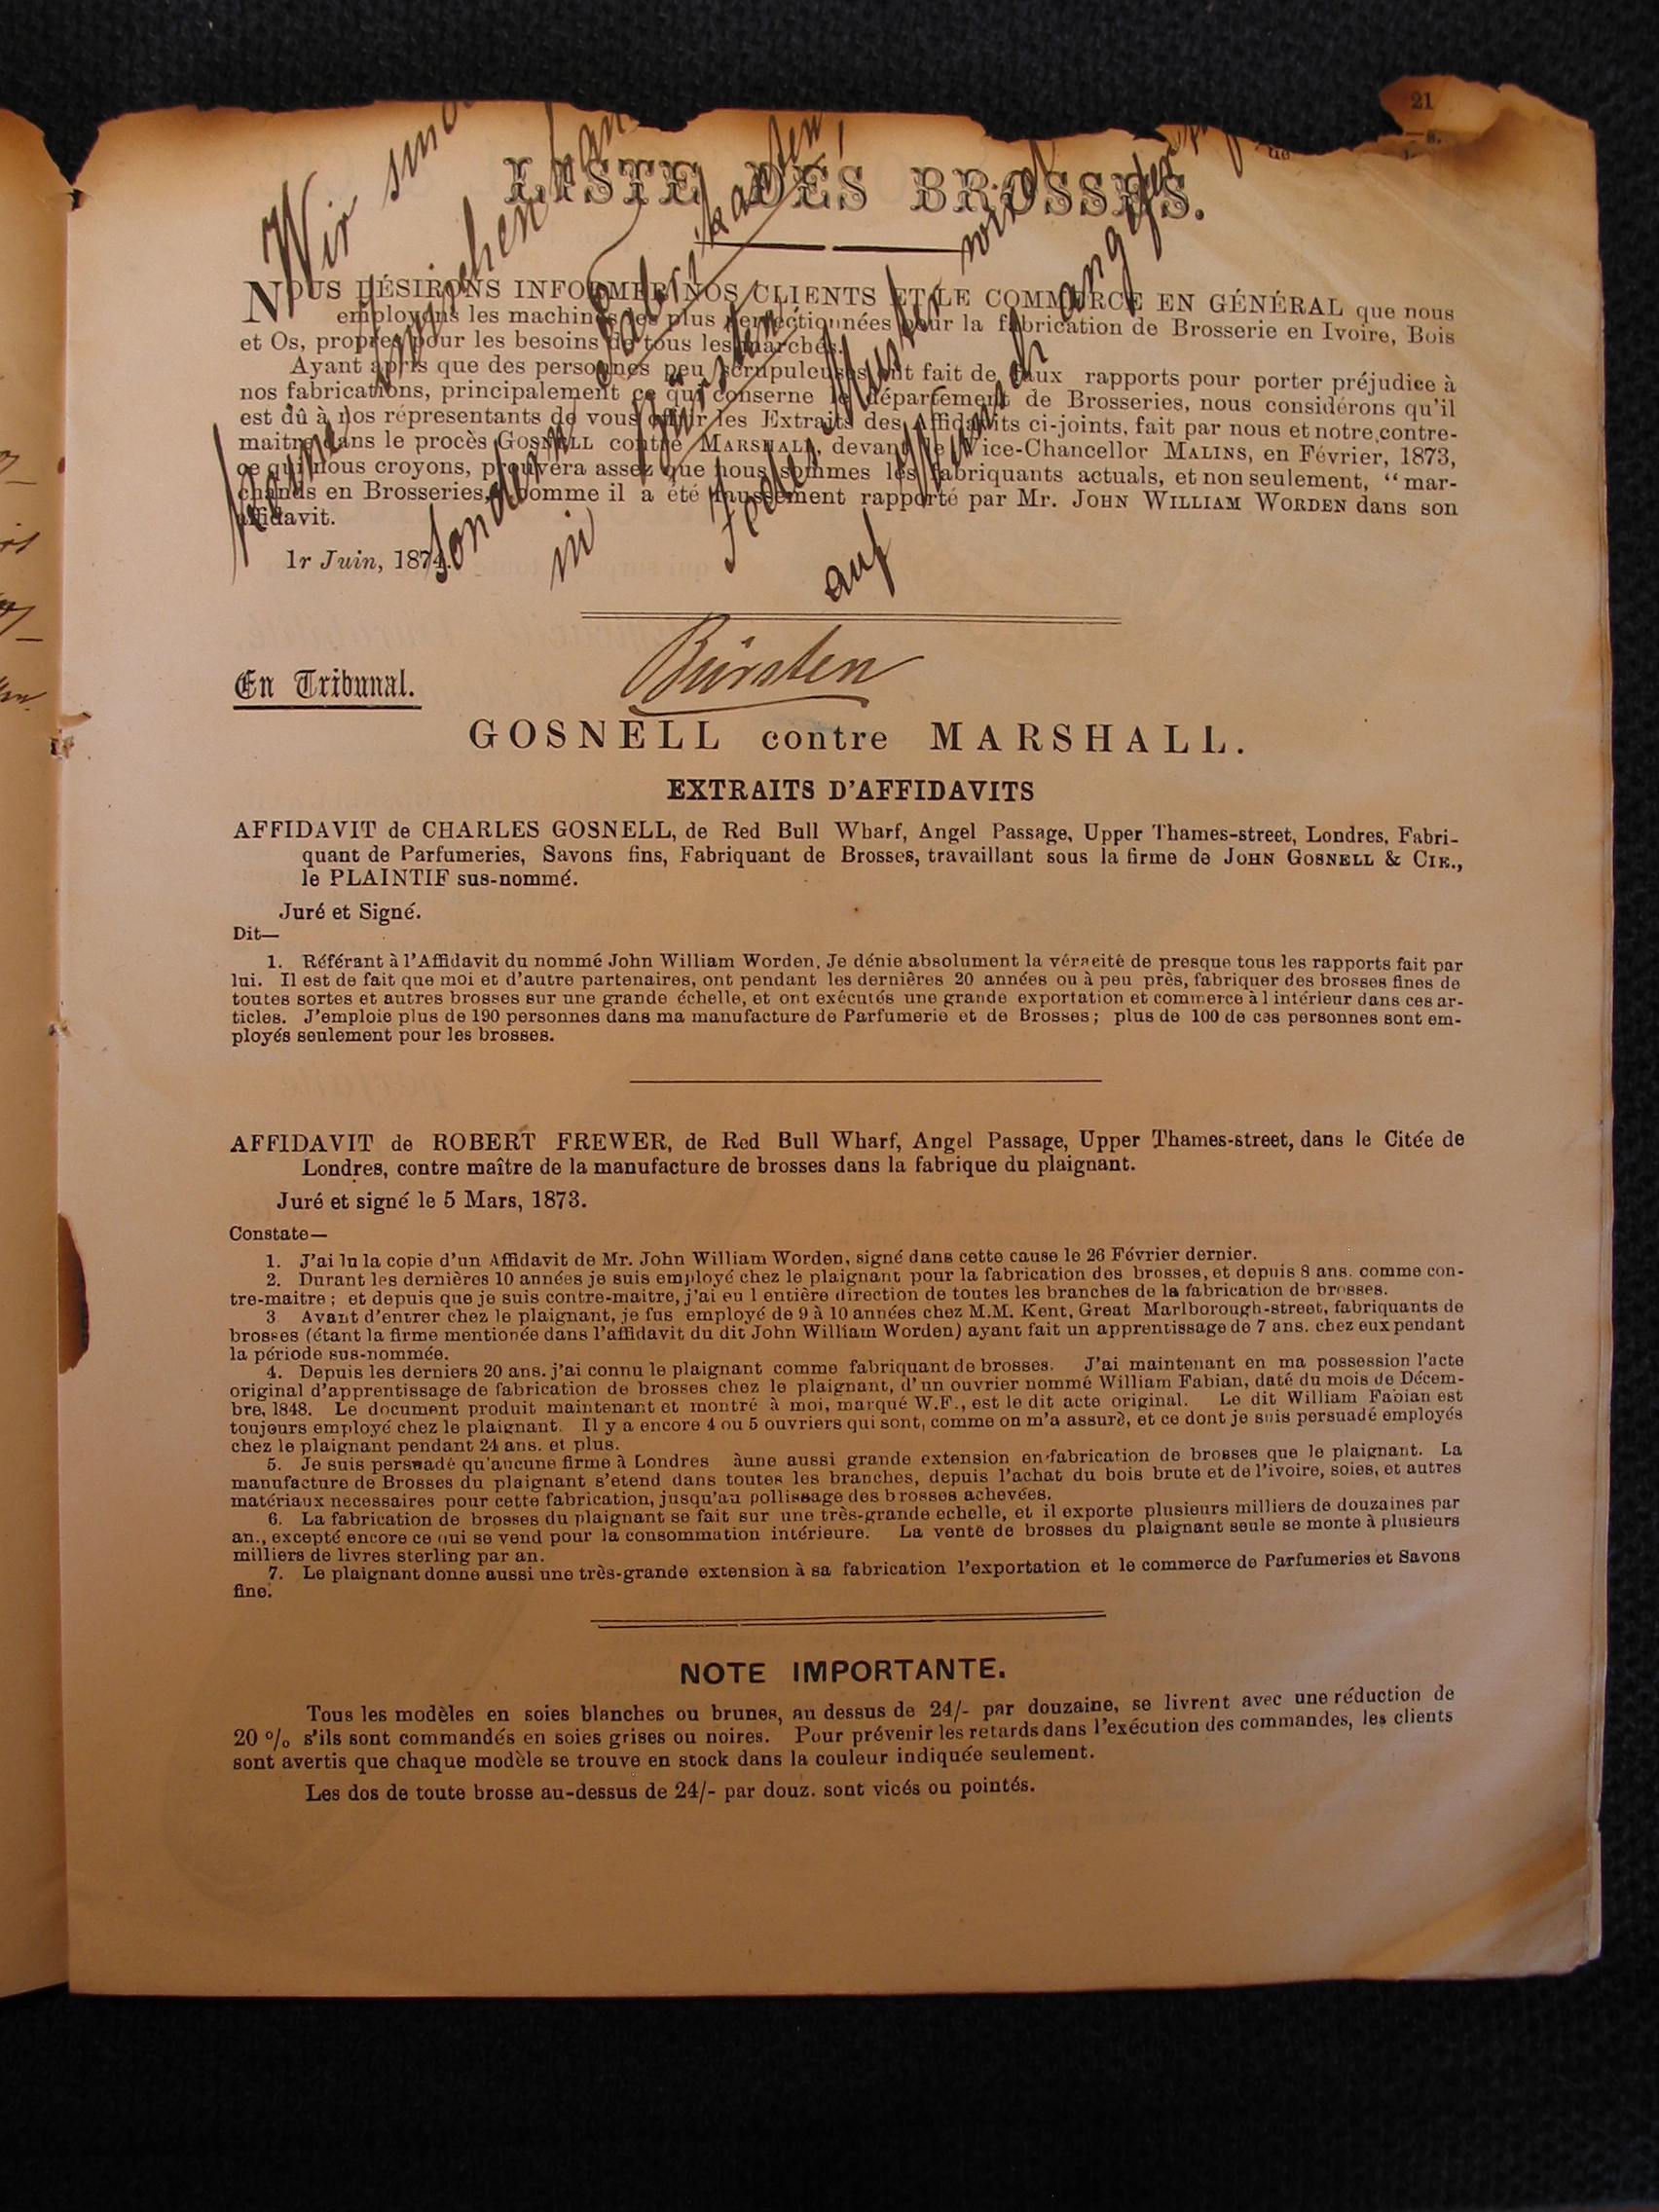 21
LISTE DES BROSSES.
NOUS DÉSIRONS INFORMER NOS CLIENTS ET LE COMMERCE EN GÉNÉRAL que nous
employons les machines les plus perfectionnées pour la fabrication de Brosserie en Ivoire, Bois
et Os, propres pour les besoins de tous les marchés.
Ayant appris que des personnes peu scrupuleuses ont fait de faux rapports pour porter préjudice à
nos fabrications, principalement ce qui conserne le département de Brosseries, nous considérons qu'il
est dû à nos répresentants de vous offrir les Extraits des Affidavits ci-joints, fait par nous et notre contre-
maitre dans le procès GOSNELL contre MARSHALL, devant le Vice-Chancellor MALINS, en Février, 1873,
ce qui nous croyons, prouvera assez que nous sommes les fabriquants actuals, et non seulement, "mar-
chands en Brosseries, comme il a été faussement rapporté par Mr. JOHN WILLIAM WORDEN dans son
affidavit.
1r Juin, 1874.
Wir sind
keine
sondern
in
auf
Bürsten
En Tribunal.
GOSNELL contre MARSHALL.
EXTRAITS D'AFFIDAVITS
AFFIDAVIT de CHARLES GOSNELL, de Red Bull Wharf, Angel Passage, Upper Thames-street, Londres, Fabri-
quant de Parfumeries, Savons fins, Fabriquant de Brosses, travaillant sous la firme de JOHN GOSNELL & CIE.,
le PLAINTIF sus-nommé.
Juré et Signé.
Dit—
1. Référant à l'Affidavit du nommé John William Worden, Je dénie absolument la véracité de presque tous les rapports fait par
lui. Il est de fait que moi et d'autre partenaires, ont pendant les dernières 20 années ou à peu près, fabriquer des brosses fines de
toutes sortes et autres brosses sur une grande échelle, et ont exécutés une grande exportation et commerce à l intérieur dans ces ar-
ticles. J'emploie plus de 190 personnes dans ma manufacture de Parfumerie et de Brosses; plus de 100 de ces personnes sont em-
ployés seulement pour les brosses.
AFFIDAVIT de ROBERT FREWER, de Red Bull Wharf, Angel Passage, Upper Thames-street, dans le Citée de
Londres, contre maître de la manufacture de brosses dans la fabrique du plaignant.
Juré et signé le 5 Mars, 1873.
Constate—
1. J'ai lu la copie d'un Affidavit de Mr. John William Worden, signé dans cette cause le 26 Février dernier.
2. Durant les dernières 10 années je suis employé chez le plaignant pour la fabrication des brosses, et depuis 8 ans. comme con-
tre-maitre; et depuis que je suis contre-maitre, j'ai eu l entière direction de toutes les branches de la fabrication de brosses.
3 Avant d'entrer chez le plaignant, je fus employé de 9 à 10 années chez M.M. Kent, Great Marlborough-street, fabriquants de
brosses (étant la firme mentionée dans l'affidavit du dit John William Worden) ayant fait un apprentissage de 7 ans. chez eux pendant
la période sus-nommée.
4. Depuis les derniers 20 ans. j'ai connu le plaignant comme fabriquant de brosses. J'ai maintenant en ma possession l'acte
original d'apprentissage de fabrication de brosses chez le plaignant, d'un ouvrier nommé William Fabian, daté du mois de Décem-
bre, 1848. Le document produit maintenant et montré à moi, marqué W.F., est le dit acte original. Le dit William Fabian est
toujours employé chez le plaignant. Il y a encore 4 ou 5 ouvriers qui sont, comme on m'a assurè, et ce dont je suis persuadé employés
chez le plaignant pendant 24 ans. et plus.
5. Je suis persuadé qu'aucune firme à Londres àune aussi grande extension en fabrication de brosses que le plaignant. La
manufacture de Brosses du plaignant s'etend dans toutes les branches, depuis l'achat du bois brute et de l'ivoire, soies, et autres
matériaux necessaires pour cette fabrication, jusqu'au pollissage des brosses achevées.
6. La fabrication de brosses du plaignant se fait sur une très-grande echelle, et il exporte plusieurs milliers de douzaines par
an., excepté encore ce qui se vend pour la consommation intérieure. La vente de brosses du plaignant seule se monte à plusieurs
milliers de livres sterling par an.
7. Le plaignant donne aussi une très-grande extension à sa fabrication l'exportation et le commerce de Parfumeries et Savons
fine.
NOTE IMPORTANTE.
Tous les modèles en soies blanches ou brunes, au dessus de 24/- par douzaine, se livrent avec une réduction de
20 % s'ils sont commandés en soies grises ou noires. Pour prévenir les retards dans l'exécution des commandes, les clients
sont avertis que chaque modèle se trouve en stock dans la couleur indiquée seulement.
Les dos de toute brosse au-dessus de 24/- par douz. sont vicés ou pointés.